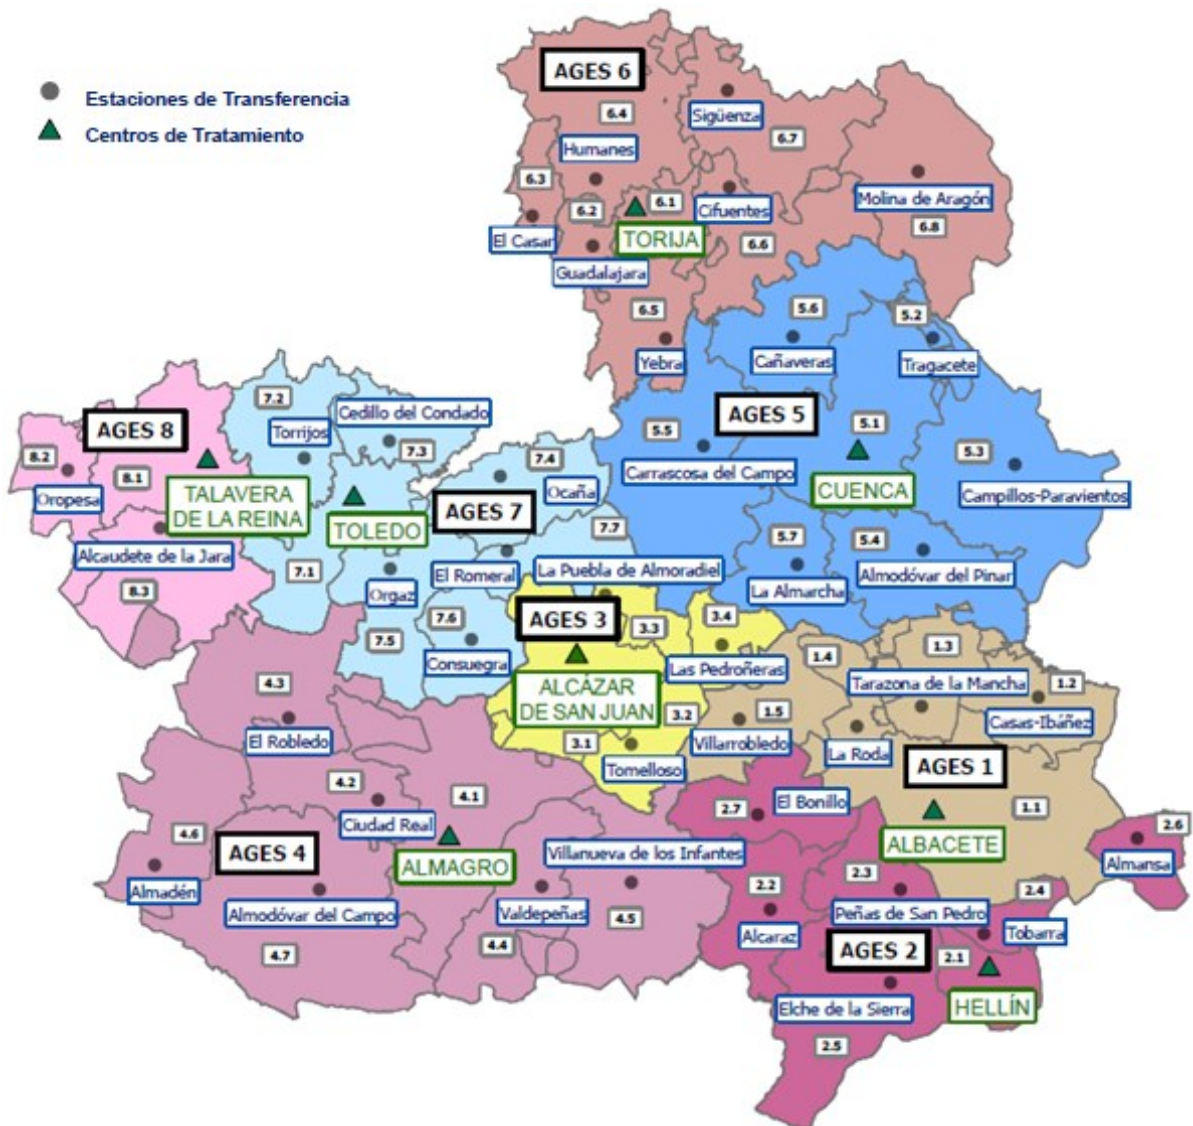 AGES 6
Estaciones de Transferencia
Centros de Tratamiento
6.4
Sigüenza
6.7
Humanes
6.3
6.2
6.1
Cifuentes
Molina de Aragón
6.8
El Casar
TORIJA
6.6
Guadalajara
6.5
5.6
5.2
Yebra
Cañaveras
Tragacete
7.2
Cedillo del Condado
AGES 5
AGES 8
Torrijos
5.5
5.1
8.2
8.1
7.3
7.4
5.3
Oropesa
TALAVERA
DE LA REINA
Ocaña
Carrascosa del Campo
CUENCA
Campillos-Paravientos
TOLEDO
AGES 7
Alcaudete de la Jara
7.7
5.7
5.4
7.1
El Romeral
La Puebla de Almoradiel
Almodóvar del Pinar
8.3
Orgaz
La Almarcha
7.6
AGES 3
3.3
3.4
7.5
Consuegra
Las Pedroñeras
1.4
1.3
4.3
ALCÁZAR
DE SAN JUAN
Tarazona de la Mancha
1.2
3.2
1.5
Casas-Ibáñez
El Robledo
3.1
Villarrobledo
La Roda
Tomelloso
AGES 1
4.2
4.1
2.7
El Bonillo
1.1
Ciudad Real
4.6
AGES 4
Villanueva de los Infantes
ALBACETE
2.6
ALMAGRO
Almansa
2.3
Almadén
2.2
2.4
Almodóvar del Campo
Valdepeñas
4.5
Peñas de San Pedro
Alcaraz
Tobarra
4.7
4.4
AGES 2
2.1
Elche de la Sierra
HELLÍN
2.5